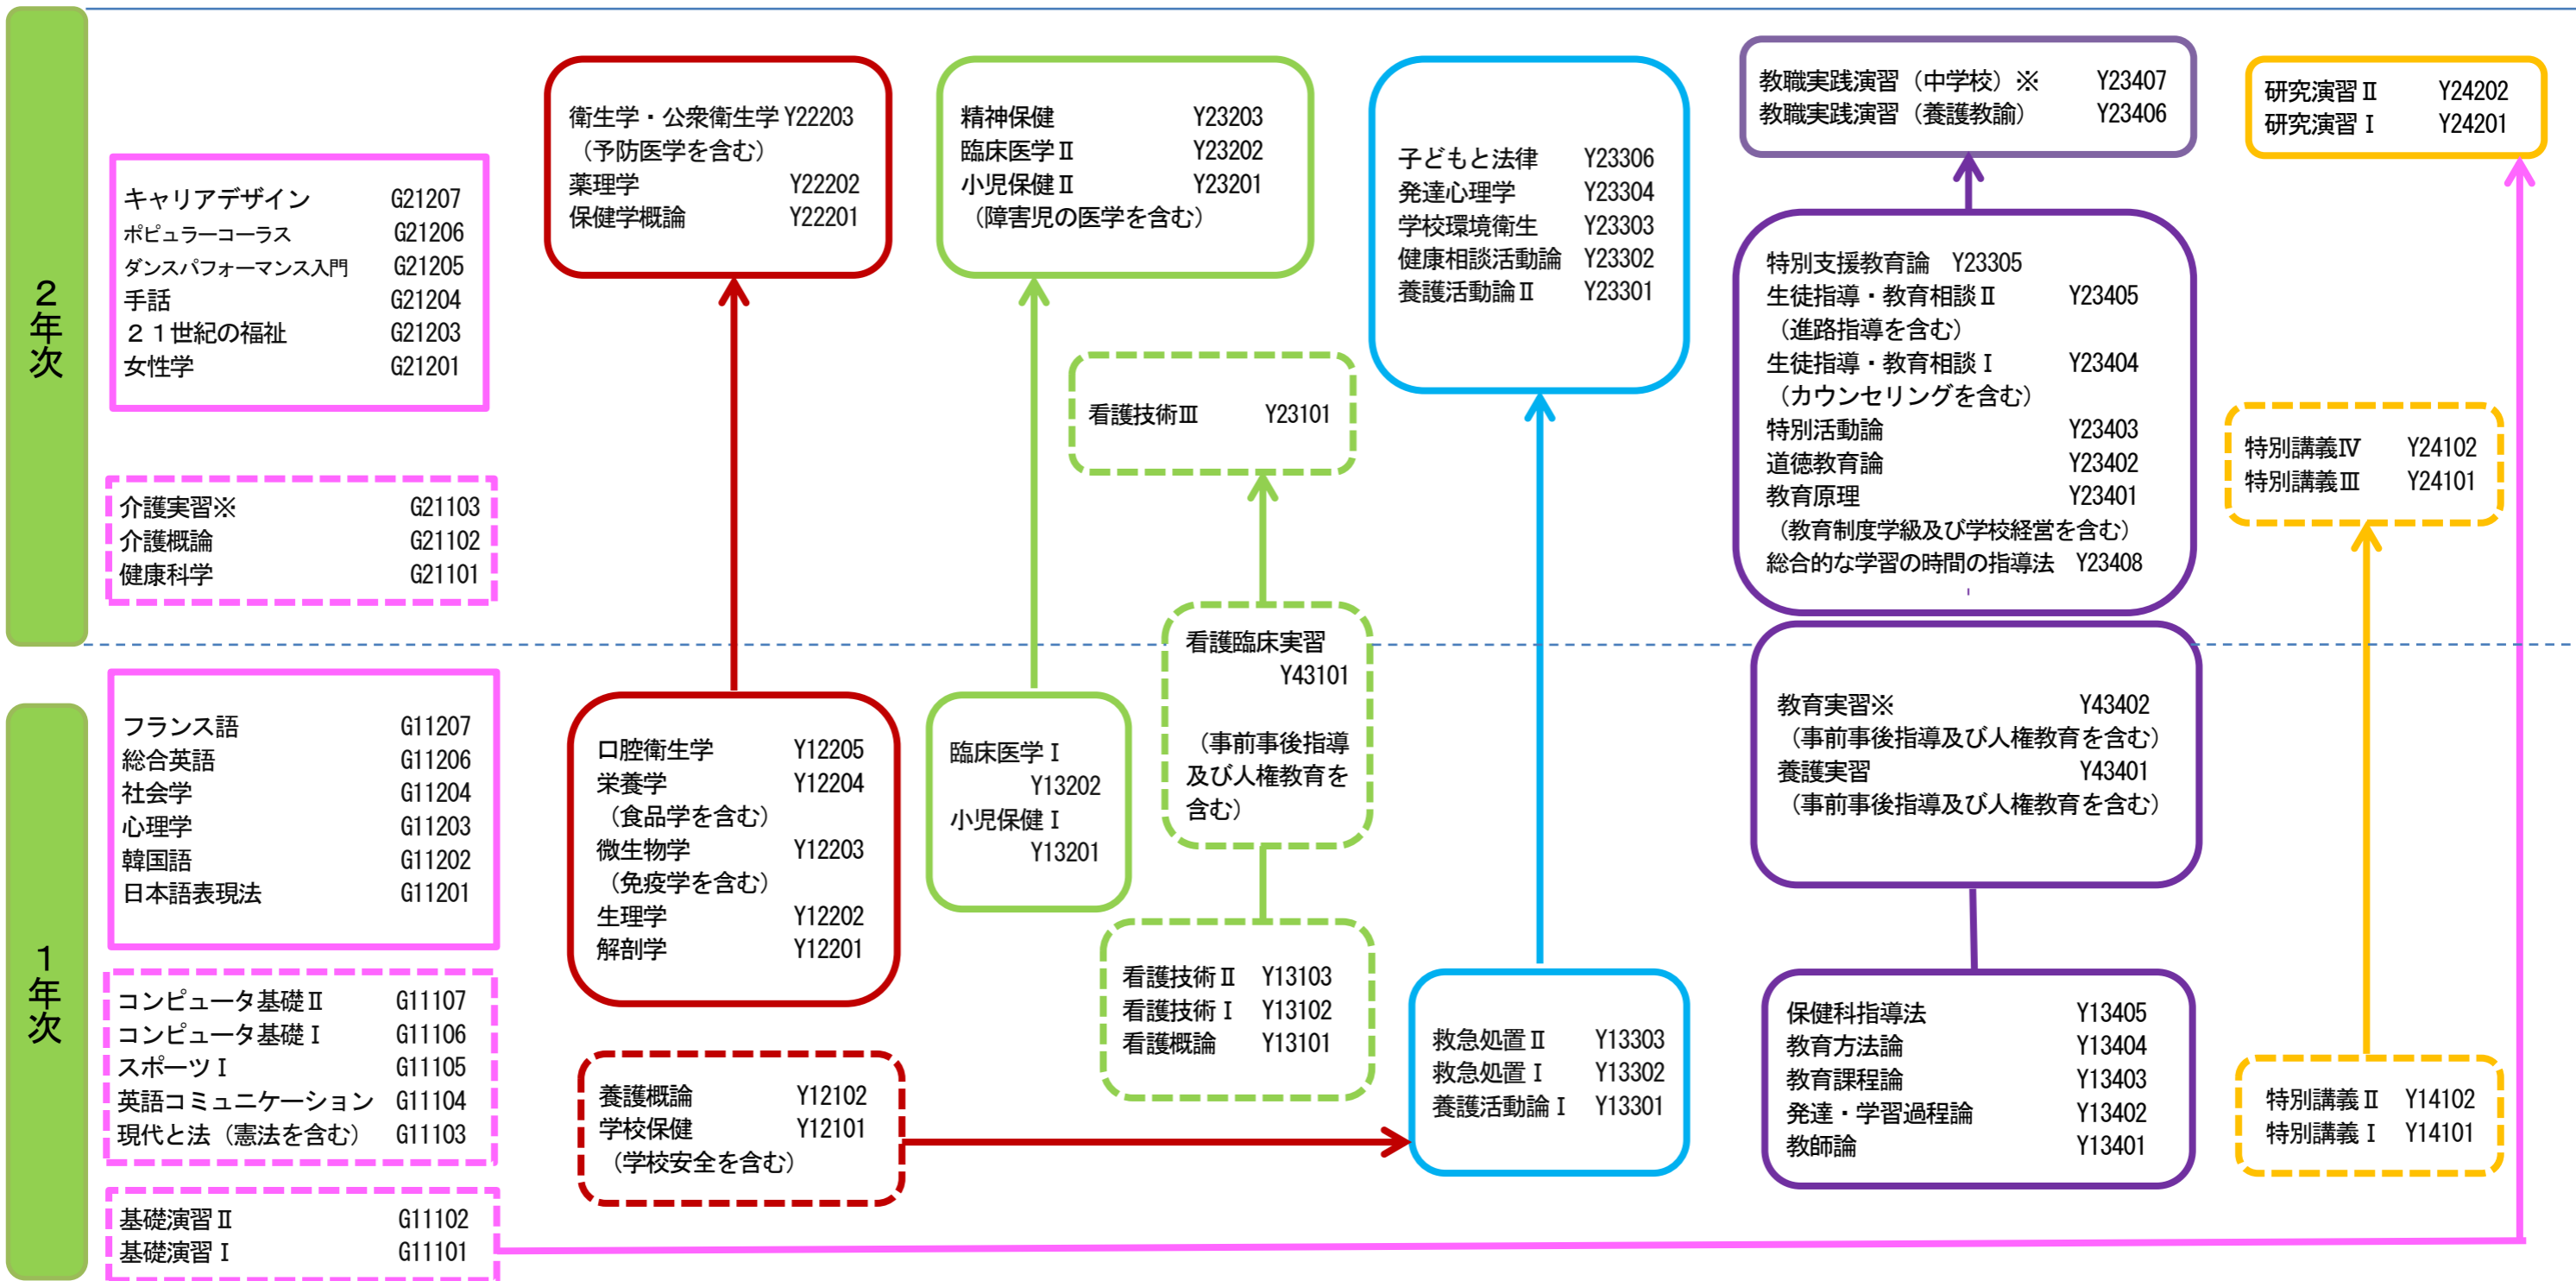 2年次
キャリアデザイン G21207
ポピュラーコーラス G21206
ダンスパフォーマンス入門 G21205
手話 G21204
２１世紀の福祉 G21203
女性学 G21201
介護実習※ G21103
介護概論 G21102
健康科学 G21101
衛生学・公衆衛生学 Y22203
（予防医学を含む）
薬理学 Y22202
保健学概論 Y22201
精神保健 Y23203
臨床医学Ⅱ Y23202
小児保健Ⅱ Y23201
（障害児の医学を含む）
看護技術Ⅲ Y23101
子どもと法律 Y23306
発達心理学 Y23304
学校環境衛生 Y23303
健康相談活動論 Y23302
養護活動論Ⅱ Y23301
教職実践演習（中学校）※ Y23407
教職実践演習（養護教諭） Y23406
特別支援教育論 Y23305
生徒指導・教育相談Ⅱ Y23405
（進路指導を含む）
生徒指導・教育相談Ⅰ Y23404
（カウンセリングを含む）
特別活動論 Y23403
道徳教育論 Y23402
教育原理 Y23401
（教育制度学級及び学校経営を含む）
総合的な学習の時間の指導法 Y23408
研究演習Ⅱ Y24202
研究演習Ⅰ Y24201
特別講義Ⅳ Y24102
特別講義Ⅲ Y24101
看護臨床実習
Y43101
（事前事後指導
及び人権教育を
含む）
教育実習※ Y43402
（事前事後指導及び人権教育を含む）
養護実習 Y43401
（事前事後指導及び人権教育を含む）
1年次
フランス語 G11207
総合英語 G11206
社会学 G11204
心理学 G11203
韓国語 G11202
日本語表現法 G11201
コンピュータ基礎Ⅱ G11107
コンピュータ基礎Ⅰ G11106
スポーツⅠ G11105
英語コミュニケーション G11104
現代と法（憲法を含む） G11103
基礎演習Ⅱ G11102
基礎演習Ⅰ G11101
口腔衛生学 Y12205
栄養学 Y12204
（食品学を含む）
微生物学 Y12203
（免疫学を含む）
生理学 Y12202
解剖学 Y12201
養護概論 Y12102
学校保健 Y12101
（学校安全を含む）
臨床医学Ⅰ
Y13202
小児保健Ⅰ
Y13201
看護技術Ⅱ Y13103
看護技術Ⅰ Y13102
看護概論 Y13101
救急処置Ⅱ Y13303
救急処置Ⅰ Y13302
養護活動論Ⅰ Y13301
保健科指導法 Y13405
教育方法論 Y13404
教育課程論 Y13403
発達・学習過程論 Y13402
教師論 Y13401
特別講義Ⅱ Y14102
特別講義Ⅰ Y14101